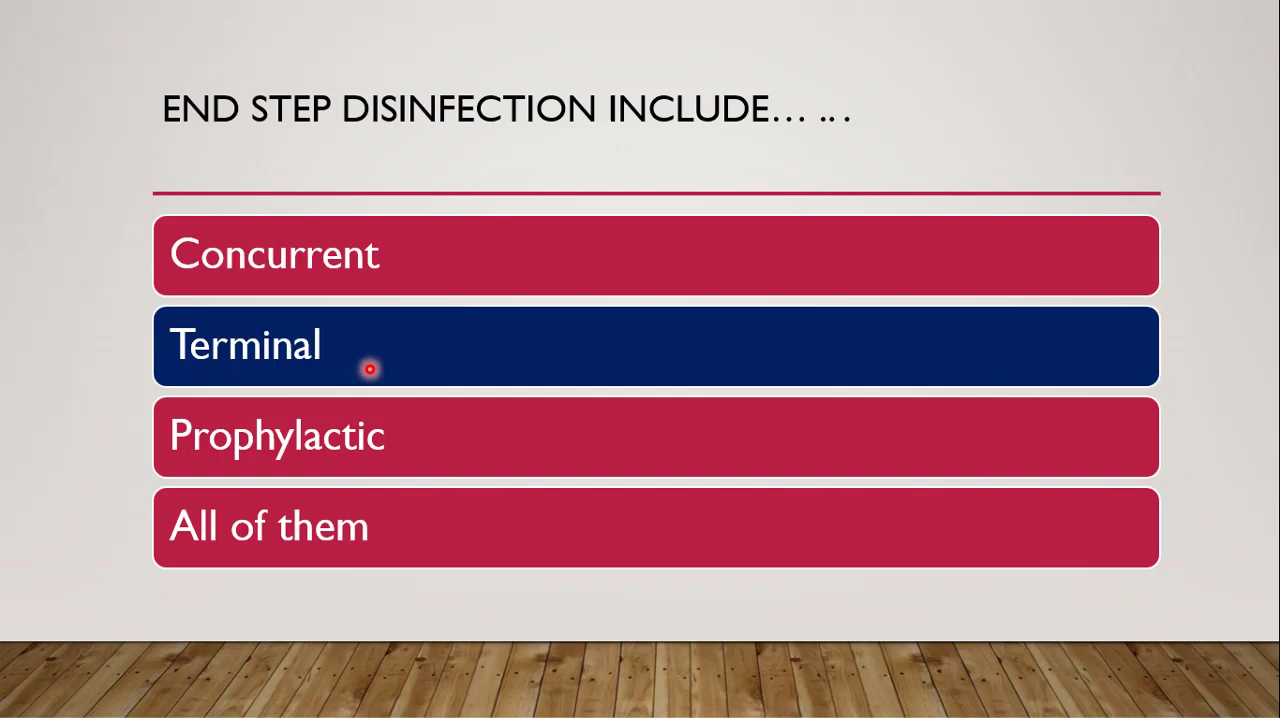 END STEP DISINFECTION INCLUDE… …
Concurrent
Terminal
Prophylactic
All of them